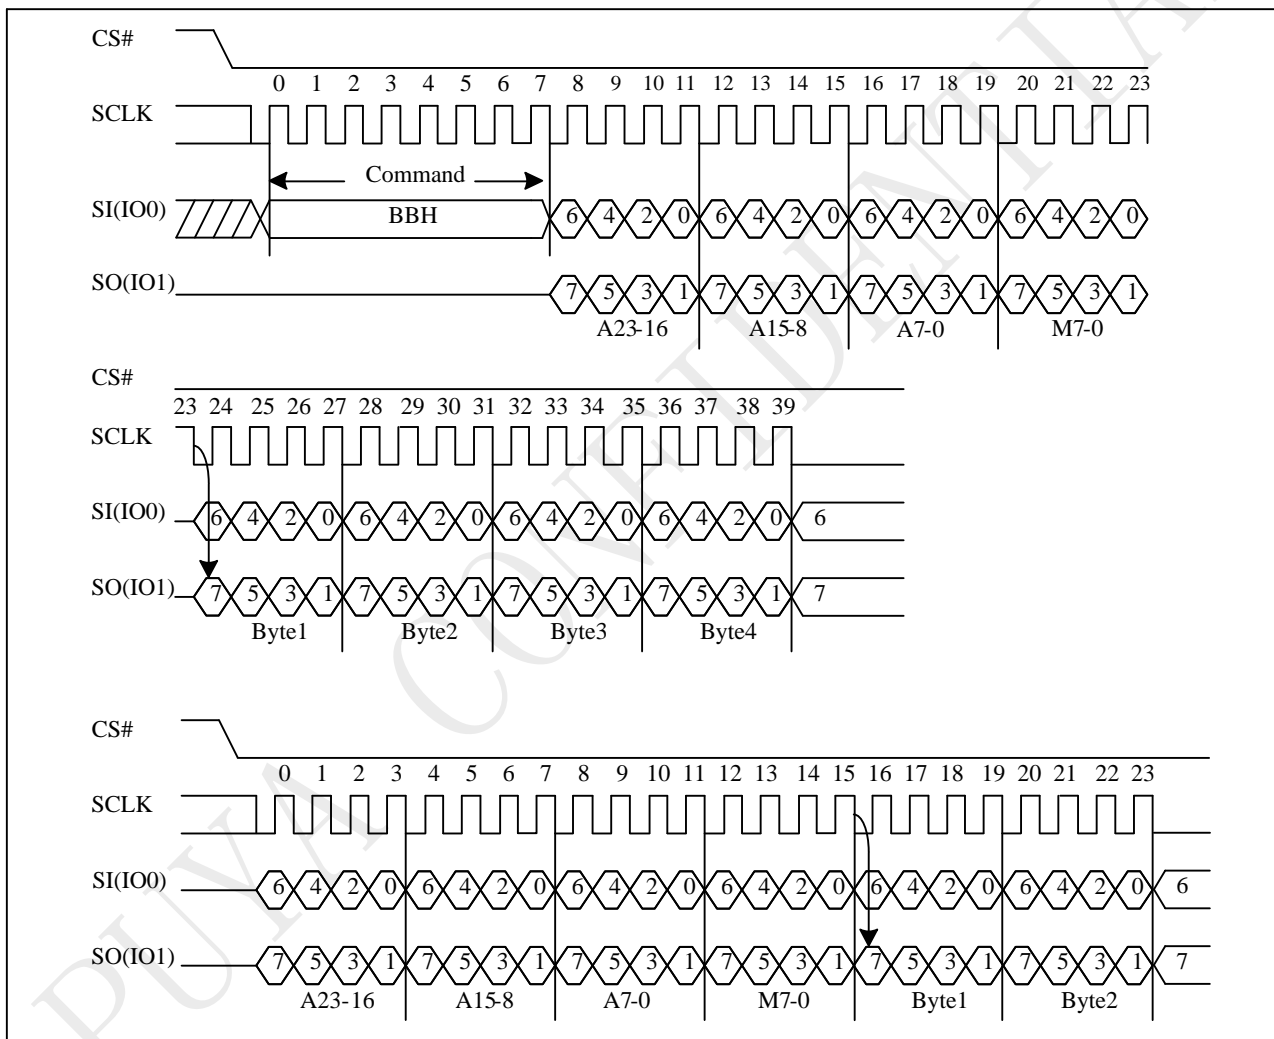 CS#
0 1 2 3 4 5 6 7 8 9 10 11 12 13 14 15 16 17 18 19 20 21 22 23
SCLK
Command
SI(IO0) BBH 6 4 2 0 6 4 2 0 6 4 2 0 6 4 2 0
SO(IO1) 7 5 3 1 7 5 3 1 7 5 3 1 7 5 3 1
A23-16 A15-8 A7-0 M7-0
CS#
23 24 25 26 27 28 29 30 31 32 33 34 35 36 37 38 39
SCLK
SI(IO0) 6 4 2 0 6 4 2 0 6 4 2 0 6 4 2 0 6
SO(IO1) 7 5 3 1 7 5 3 1 7 5 3 1 7 5 3 1 7
Byte1 Byte2 Byte3 Byte4
CS#
0 1 2 3 4 5 6 7 8 9 10 11 12 13 14 15 16 17 18 19 20 21 22 23
SCLK
SI(IO0) 6 4 2 0 6 4 2 0 6 4 2 0 6 4 2 0 6 4 2 0 6 4 2 0 6
SO(IO1) 7 5 3 1 7 5 3 1 7 5 3 1 7 5 3 1 7 5 3 1 7 5 3 1 7
A23-16 A15-8 A7-0 M7-0 Byte1 Byte2
PUYA CONFIDENTIAL